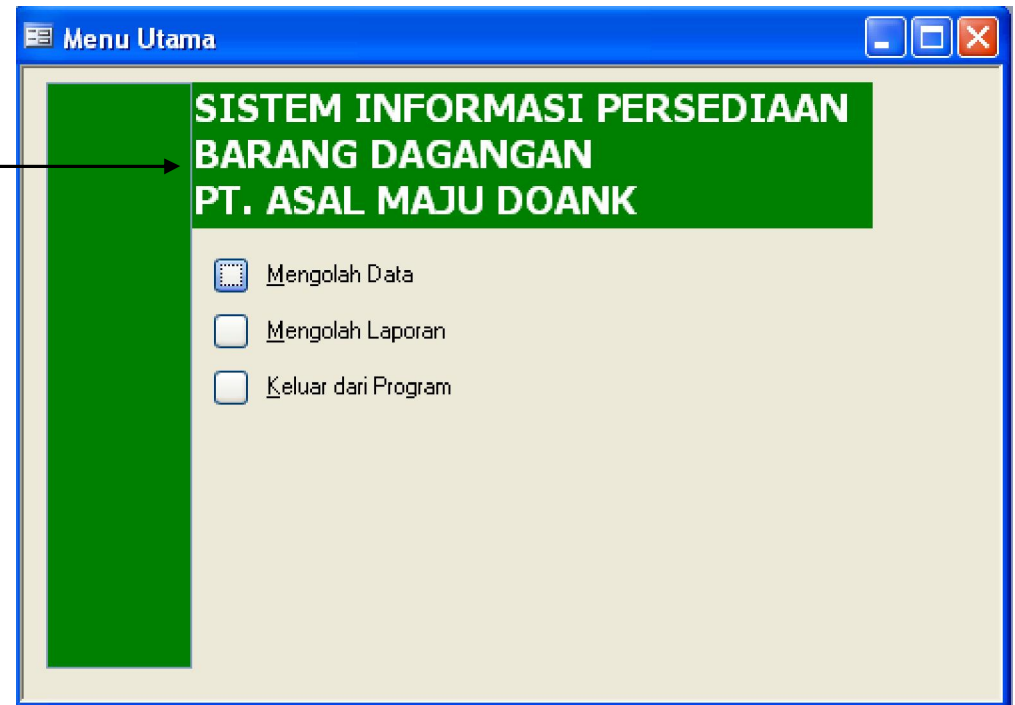 Menu Utama
SISTEM INFORMASI PERSEDIAAN
BARANG DAGANGAN
PT. ASAL MAJU DOANK
Mengolah Data
Mengolah Laporan
Keluar dari Program